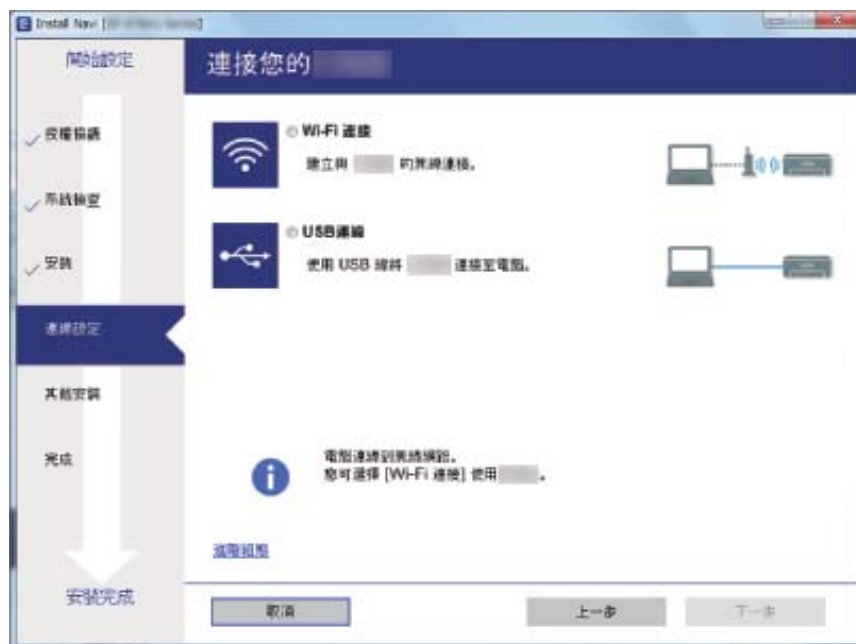 Install Navi [
開始設定
連接您的
授權協議
Wi-Fi 連接
建立與 的無線連接。
系統檢查
USB連線
安裝
使用 USB 線將 連接至電腦。
連線設定
其他安裝
完成
電腦連線到無線網路。
您可選擇 [Wi-Fi 連接] 使用 。
進階組態
安裝完成
取消
上一步
下一步